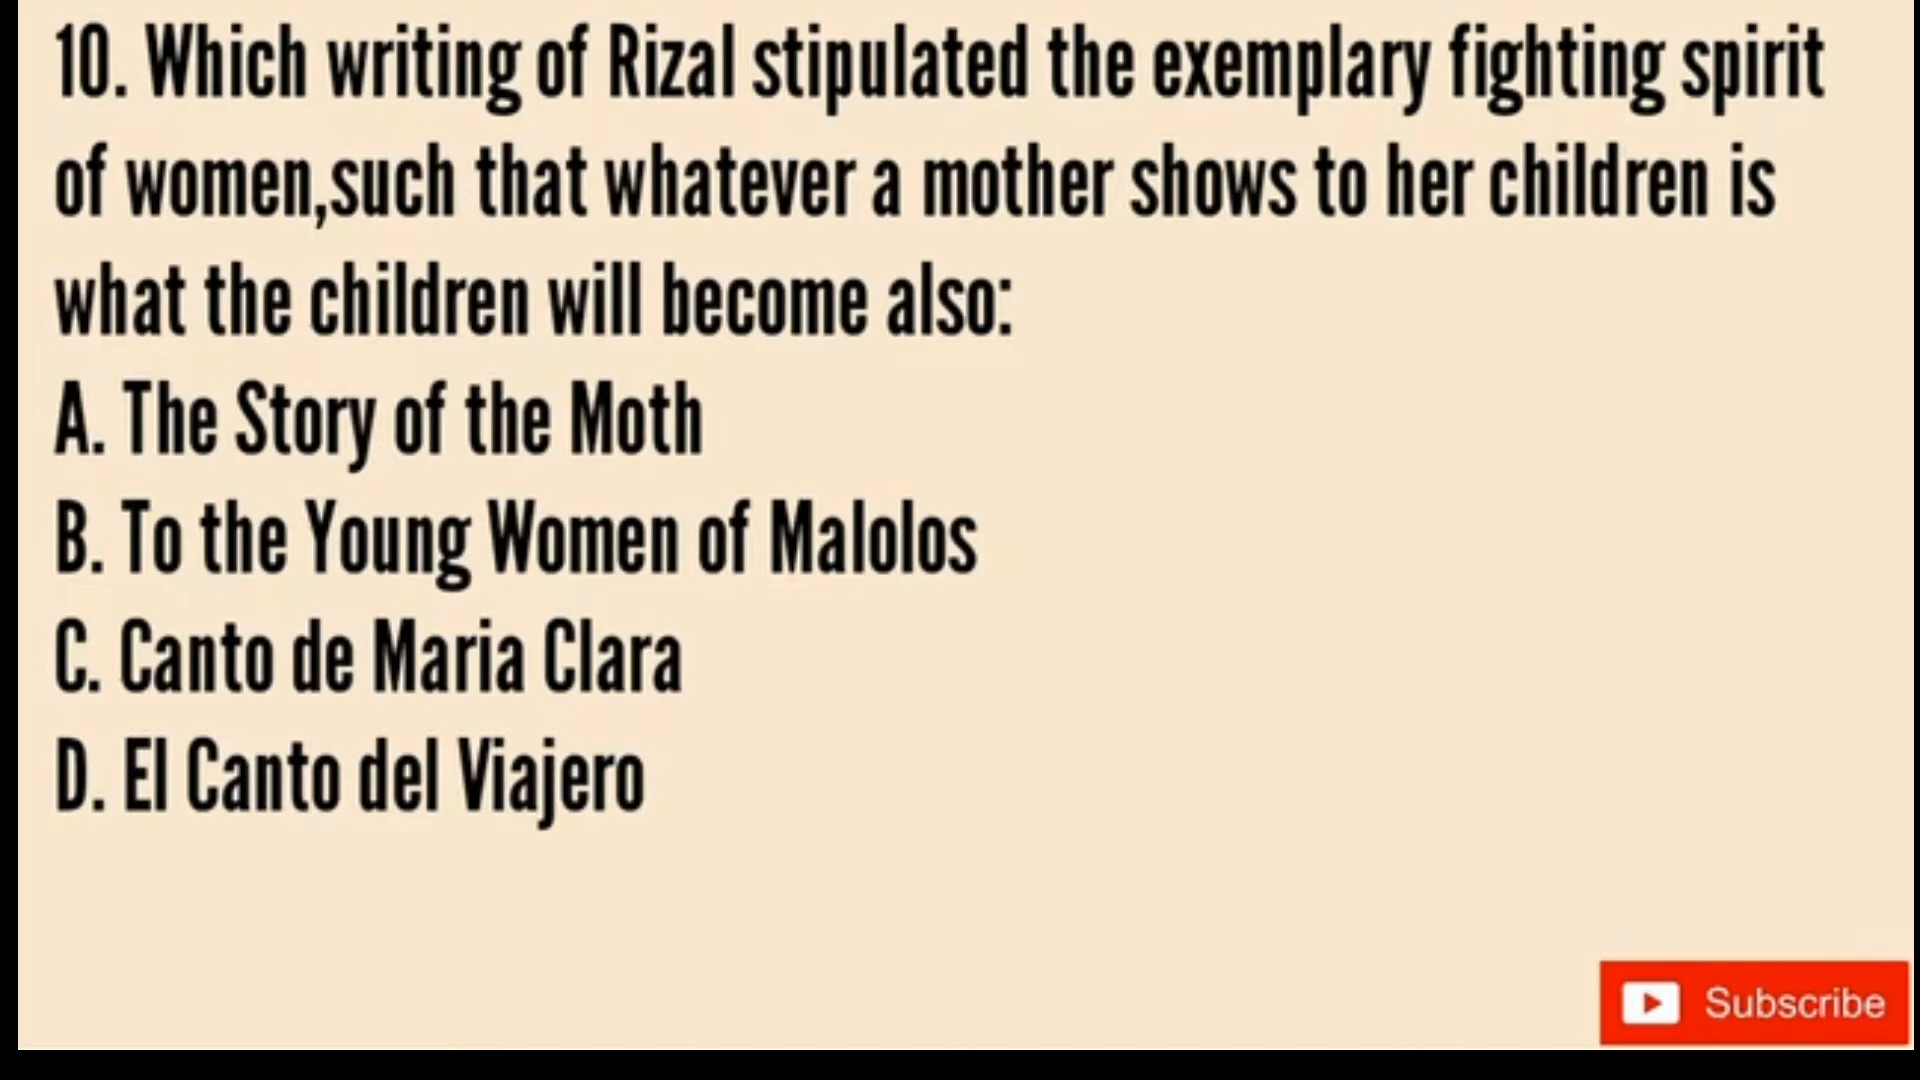 10. Which writing of Rizal stipulated the exemplary fighting spirit
of women,such that whatever a mother shows to her children is
what the children will become also:
A. The Story of the Moth
B. To the Young Women of Malolos
C. Canto de Maria Clara
D. El Canto del Viajero
Subscribe